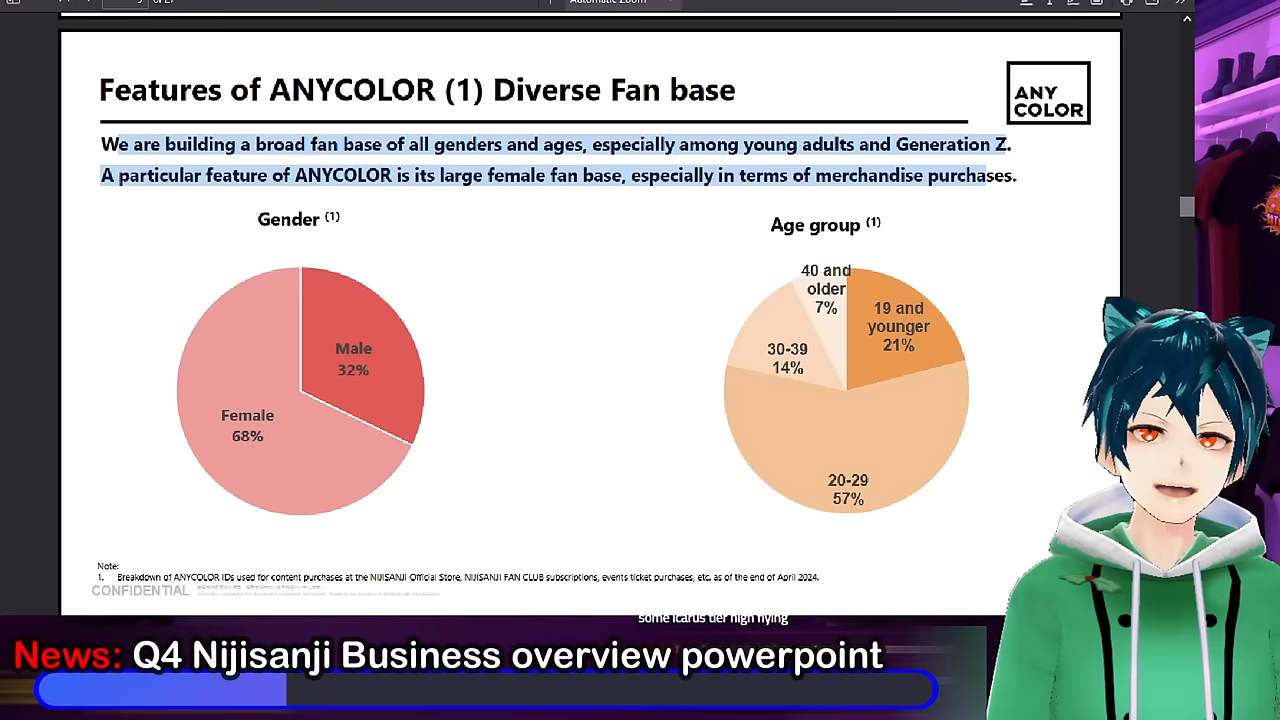 Automatic Zoom
Features of ANYCOLOR (1) Diverse Fan base
ANY
COLOR
We are building a broad fan base of all genders and ages, especially among young adults and Generation Z.
A particular feature of ANYCOLOR is its large female fan base, especially in terms of merchandise purchases.
Gender (1)
Male
32%
Female
68%
Age group (1)
40 and
older
7%
19 and
younger
21%
30-39
14%
20-29
57%
Note:
1. Breakdown of ANYCOLOR IDs used for content purchases at the NIJISANJI Official Store, NIJISANJI FAN CLUB subscriptions, events ticket purchases, etc. as of the end of April 2024.
CONFIDENTIAL
some icarus tier high flying
News: Q4 Nijisanji Business overview powerpoint